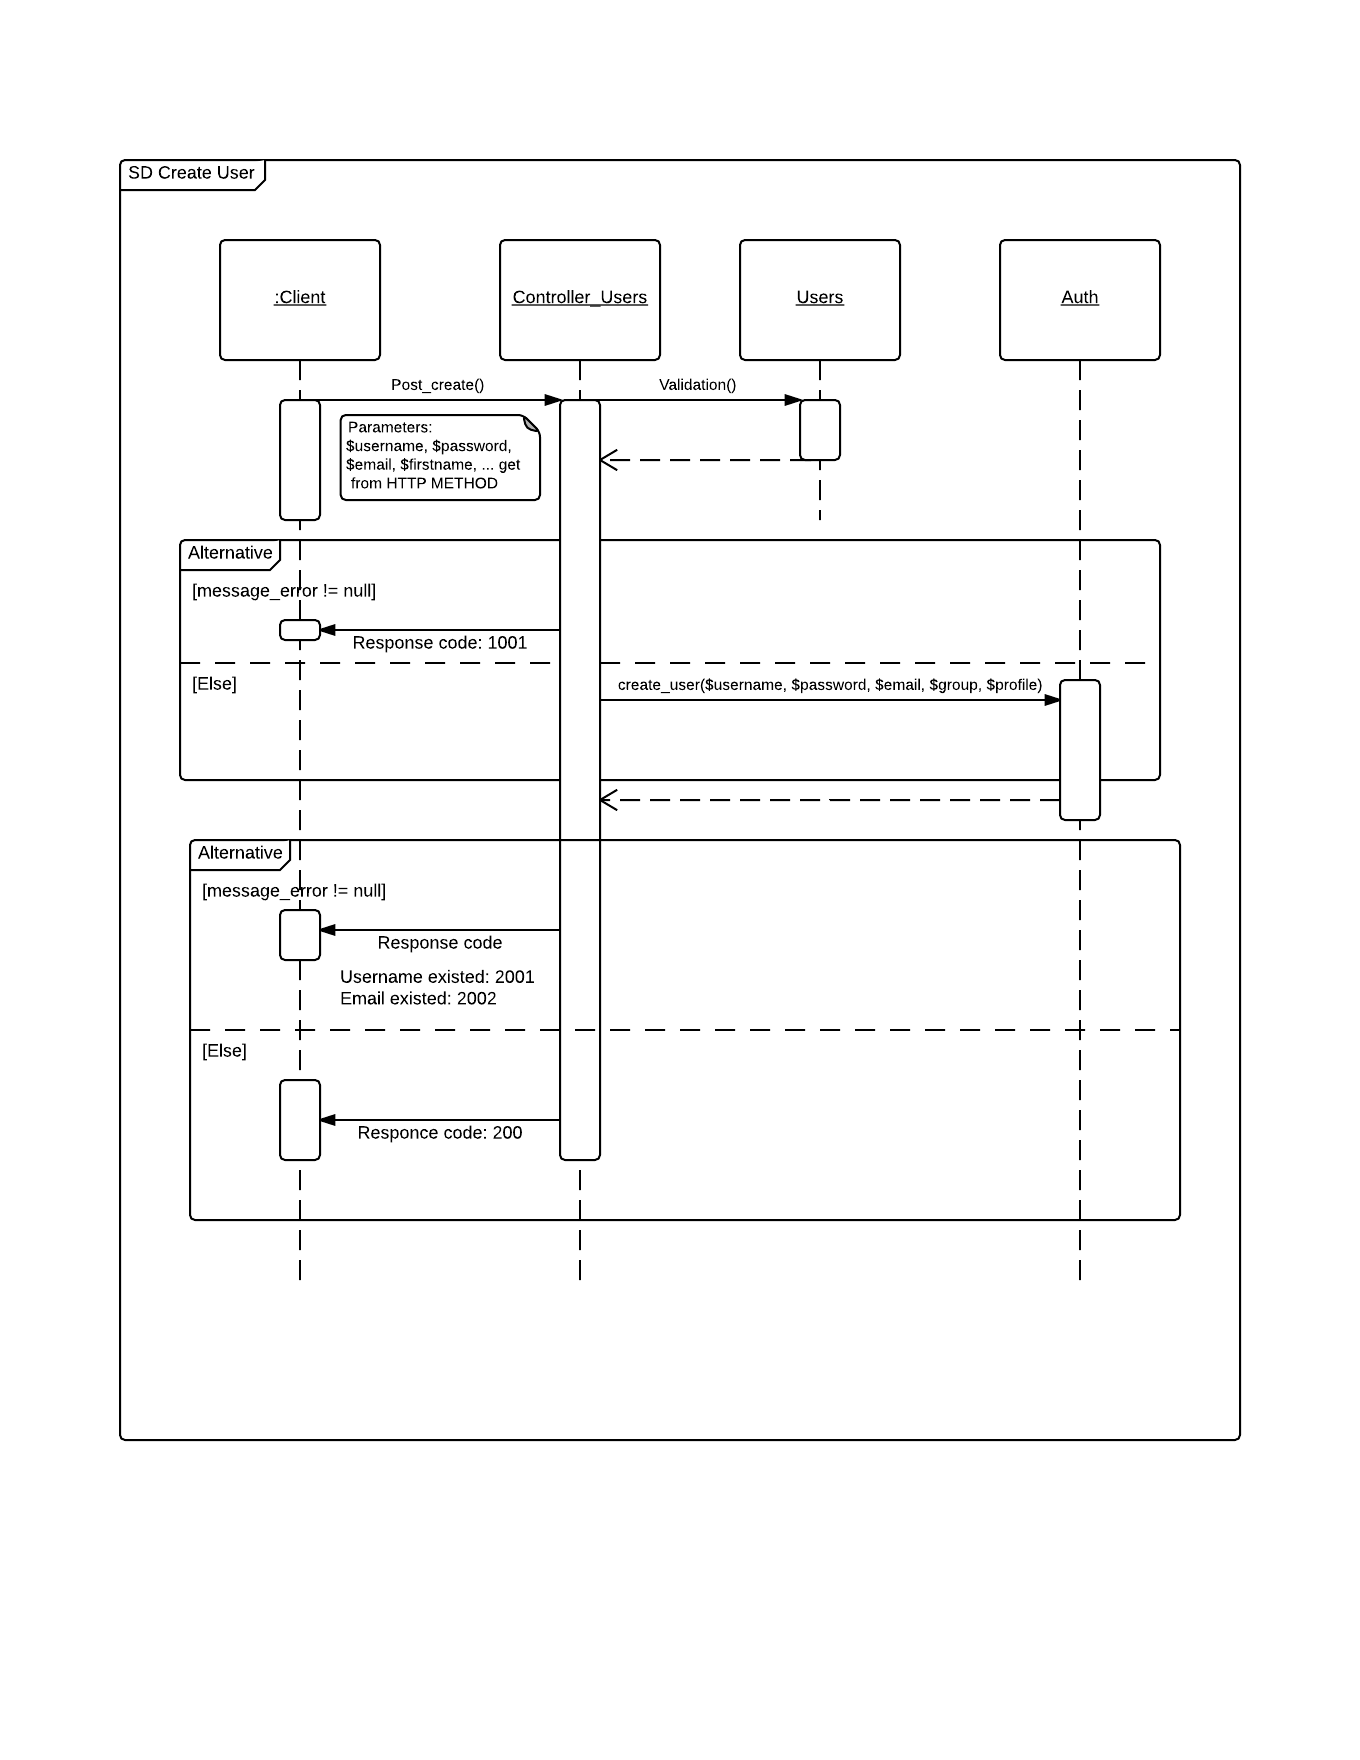 SD Create User
:Client
Controller_Users
Users
Auth
Post_create()
Validation()
Parameters:
$username, $password,
$email, $firstname, ... get
from HTTP METHOD
Alternative
[message_error != null]
Response code: 1001
[Else]
create_user($username, $password, $email, $group, $profile)
Alternative
[message_error != null]
Response code
Username existed: 2001
Email existed: 2002
[Else]
Responce code: 200